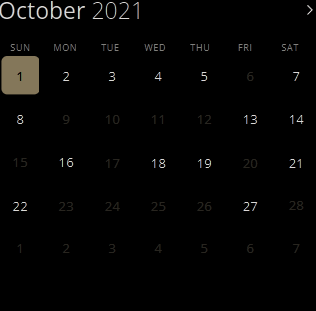 October 2021 >
SUN MON TUE WED THU FRI SAT
1 2 3 4 5 6 7
8 9 10 11 12 13 14
15 16 17 18 19 20 21
22 23 24 25 26 27 28
1 2 3 4 5 6 7